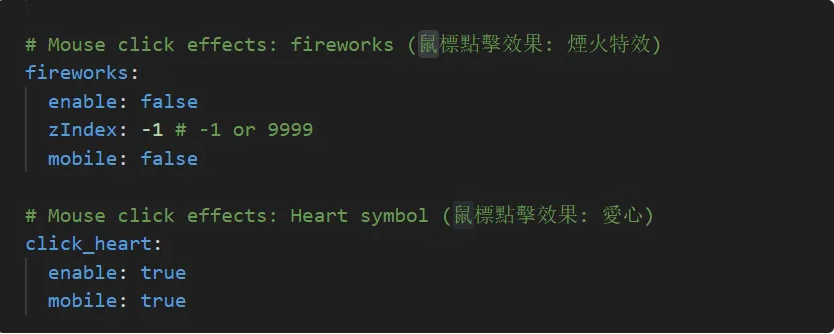 # Mouse click effects: fireworks (鼠標點擊效果: 煙火特效)
fireworks:
  enable: false
  zIndex: -1 # -1 or 9999
  mobile: false
# Mouse click effects: Heart symbol (鼠標點擊效果: 愛心)
click_heart:
  enable: true
  mobile: true